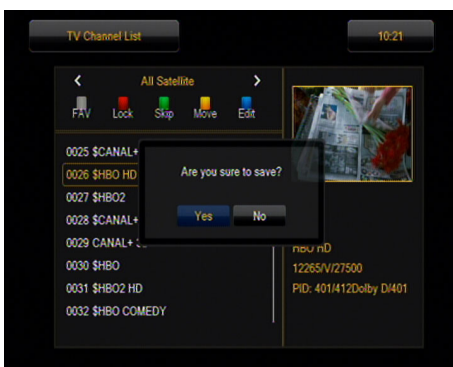 TV Channel List
10:21
All Satellite
FAV Lock Skip Move Edit
0025 $CANAL+
0026 $HBO HD
0027 $HBO2
0028 $CANAL+
0029 CANAL+
0030 $HBO
0031 $HBO2 HD
0032 $HBO COMEDY
Are you sure to save?
Yes No
HBO HD
12265/V/27500
PID: 401/412Dolby D/401